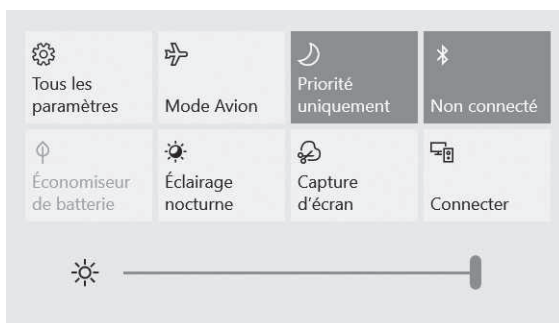 Tous les
paramètres
Mode Avion
Priorité
uniquement
Non connecté
Économiseur
de batterie
Éclairage
nocturne
Capture
d'écran
Connecter